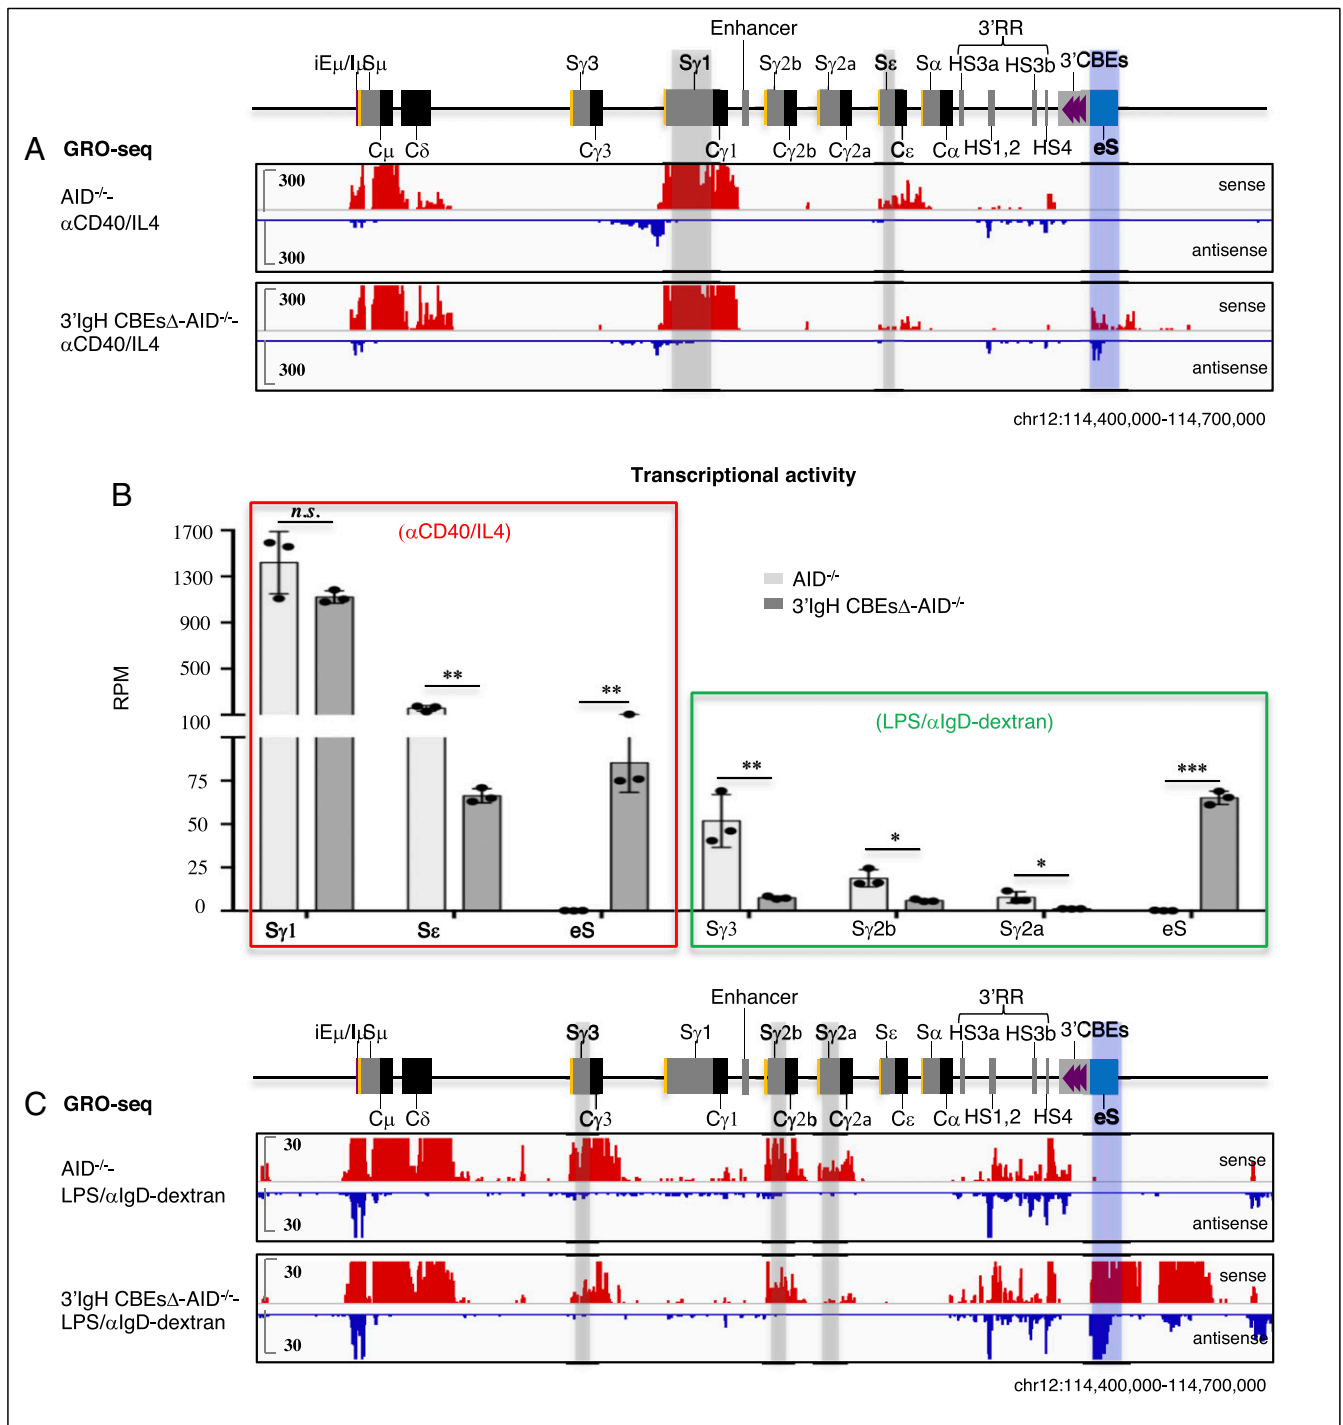 Enhancer 3'RR
iEμ/Iμ Sμ Sγ3 Sγ1 Sγ2b Sγ2a Sε Sα HS3a HS3b 3'CBEs
Cμ Cδ Cγ3 Cγ1 Cγ2b Cγ2a Cε Cα HS1,2 HS4 eS
A GRO-seq
AID-/-- αCD40/IL4
300 sense
300 antisense
3'IgH CBEsΔ-AID-/-- αCD40/IL4
300 sense
300 antisense
chr12:114,400,000-114,700,000
Transcriptional activity
B
n.s. (αCD40/IL4)
1700
1300
900
500
100
75
50
25
0
RPM
AID-/-
3'IgH CBEsΔ-AID-/-
** **
(LPS/αIgD-dextran)
** * * ***
Sγ1 Sε eS Sγ3 Sγ2b Sγ2a eS
Enhancer 3'RR
iEμ/Iμ Sμ Sγ3 Sγ1 Sγ2b Sγ2a Sε Sα HS3a HS3b 3'CBEs
Cμ Cδ Cγ3 Cγ1 Cγ2b Cγ2a Cε Cα HS1,2 HS4 eS
C GRO-seq
AID-/-- LPS/αIgD-dextran
30 sense
30 antisense
3'IgH CBEsΔ-AID-/-- LPS/αIgD-dextran
30 sense
30 antisense
chr12:114,400,000-114,700,000